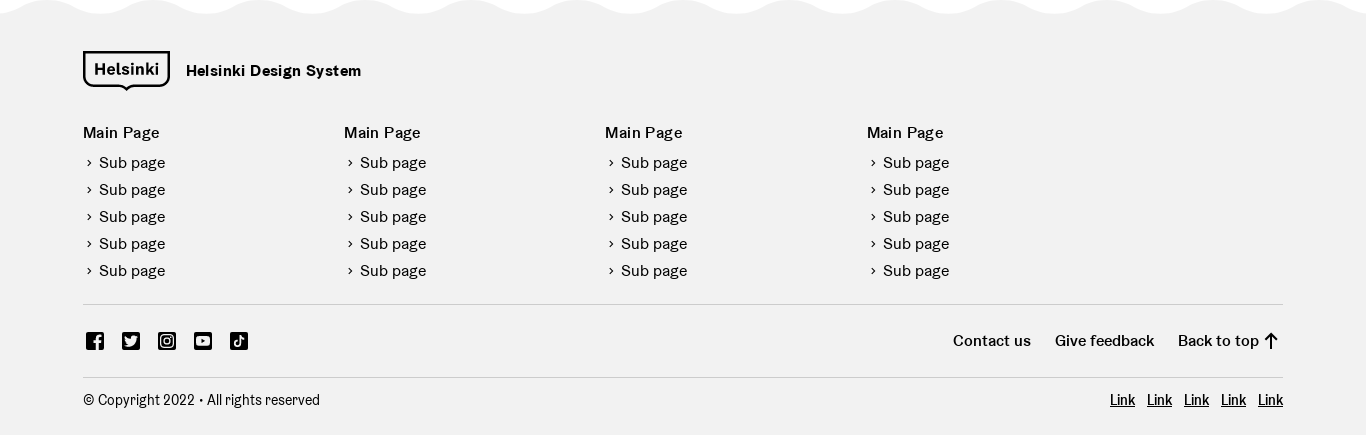 Helsinki Helsinki Design System
Main Page Main Page Main Page Main Page
Sub page Sub page Sub page Sub page
Sub page Sub page Sub page Sub page
Sub page Sub page Sub page Sub page
Sub page Sub page Sub page Sub page
Sub page Sub page Sub page Sub page
Contact us Give feedback Back to top
© Copyright 2022 • All rights reserved Link Link Link Link Link